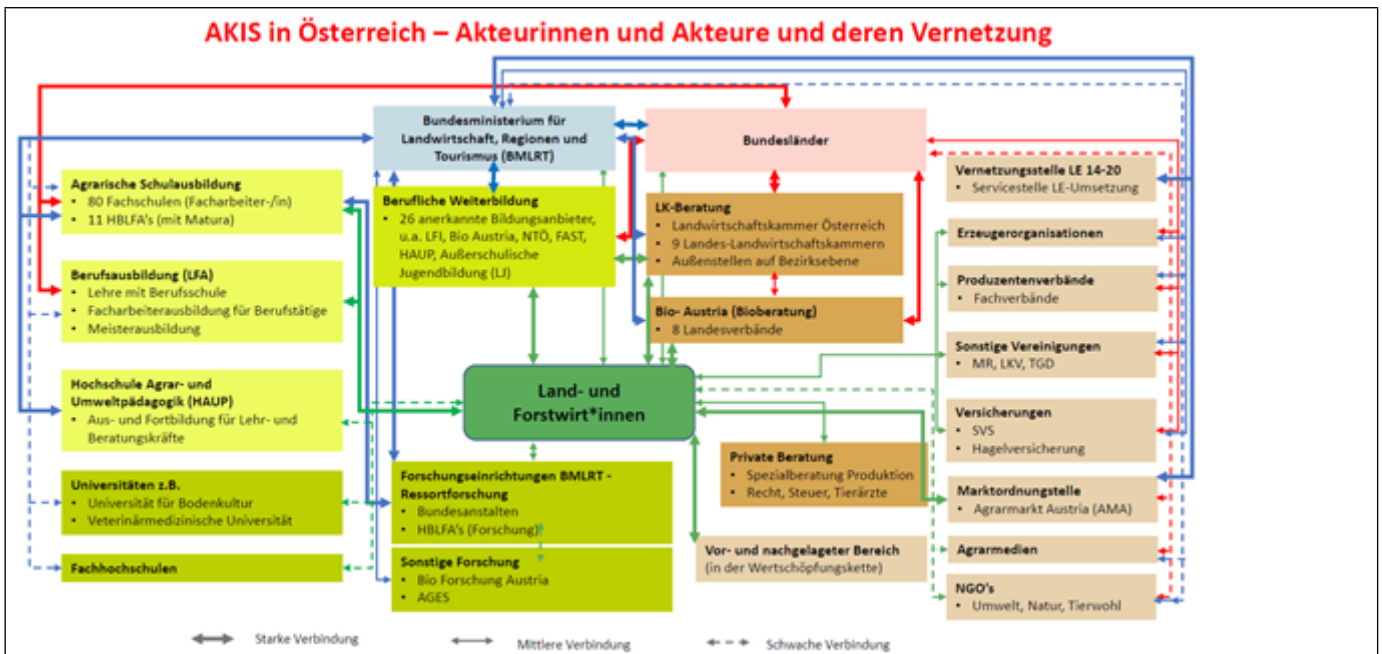 AKIS in Österreich – Akteurinnen und Akteure und deren Vernetzung
Bundesministerium für
Landwirtschaft, Regionen und
Tourismus (BMLRT)
Bundesländer
Agrarische Schulausbildung
• 80 Fachschulen (Facharbeiter-/in)
• 11 HBLFA's (mit Matura)
Berufsausbildung (LFA)
• Lehre mit Berufsschule
• Facharbeiterausbildung für Berufstätige
• Meisterausbildung
Hochschule Agrar- und
Umweltpädagogik (HAUP)
• Aus- und Fortbildung für Lehr- und
Beratungskräfte
Universitäten z.B.
• Universität für Bodenkultur
• Veterinärmedizinische Universität
Fachhochschulen
Berufliche Weiterbildung
• 26 anerkannte Bildungsanbieter,
u.a. LFI, Bio Austria, NTÖ, FAST,
HAUP, Außerschulische
Jugendbildung (LJ)
LK-Beratung
• Landwirtschaftskammer Österreich
• 9 Landes-Landwirtschaftskammern
• Außenstellen auf Bezirksebene
Bio- Austria (Bioberatung)
• 8 Landesverbände
Land- und
Forstwirt*innen
Forschungseinrichtungen BMLRT -
Ressortforschung
• Bundesanstalten
• HBLFA's (Forschung)
Sonstige Forschung
• Bio Forschung Austria
• AGES
Private Beratung
• Spezialberatung Produktion
• Recht, Steuer, Tierärzte
Vor- und nachgelageter Bereich
(in der Wertschöpfungskette)
Vernetzungsstelle LE 14-20
• Servicestelle LE-Umsetzung
Erzeugerorganisationen
Produzentenverbände
• Fachverbände
Sonstige Vereinigungen
• MR, LKV, TGD
Versicherungen
• SVS
• Hagelversicherung
Marktordnungstelle
• Agrarmarkt Austria (AMA)
Agrarmedien
NGO's
• Umwelt, Natur, Tierwohl
Starke Verbindung
Mittlere Verbindung
Schwache Verbindung